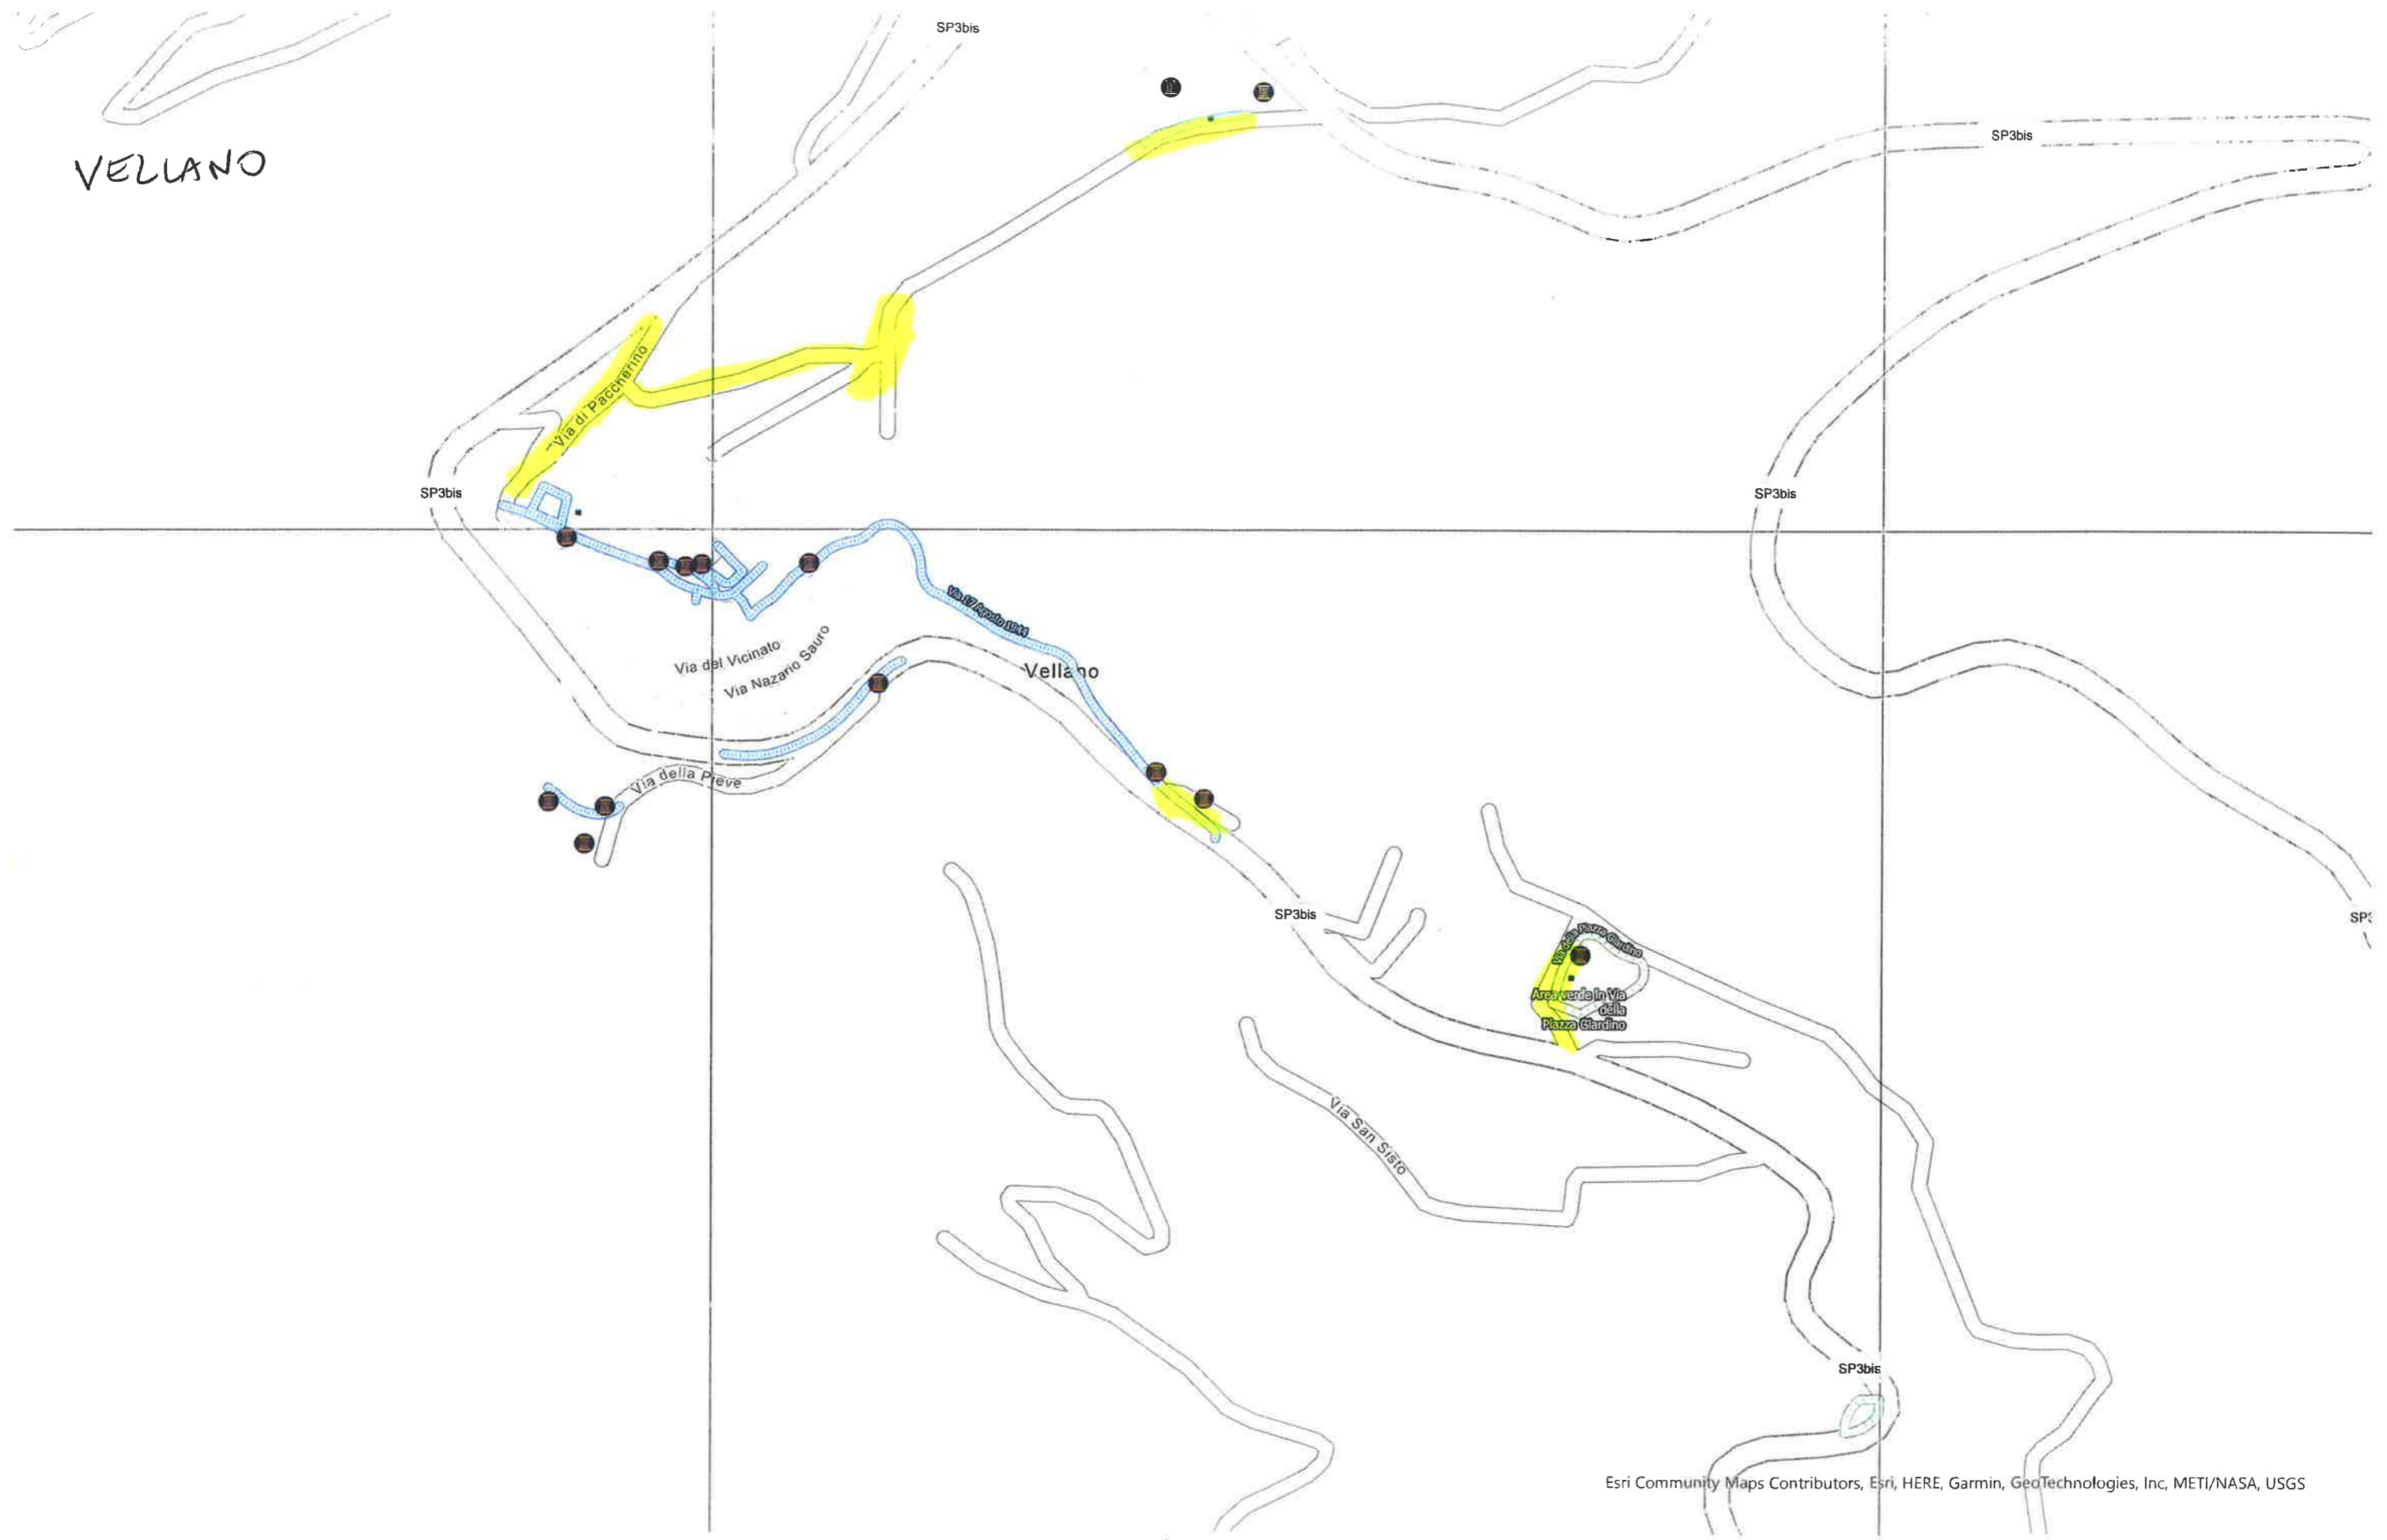 SP3bis
SP3bis
VELLANO
Via di Paccherino
SP3bis
SP3bis
Via 17 Agosto 1944
Via del Vicinato
Via Nazario Sauro
Vellano
Via della Pieve
SP3bis
SP3
Via della Piazza Giardino
Area verde in Via
della
Piazza Giardino
Via San Sisto
SP3bis
Esri Community Maps Contributors, Esri, HERE, Garmin, GeoTechnologies, Inc, METI/NASA, USGS